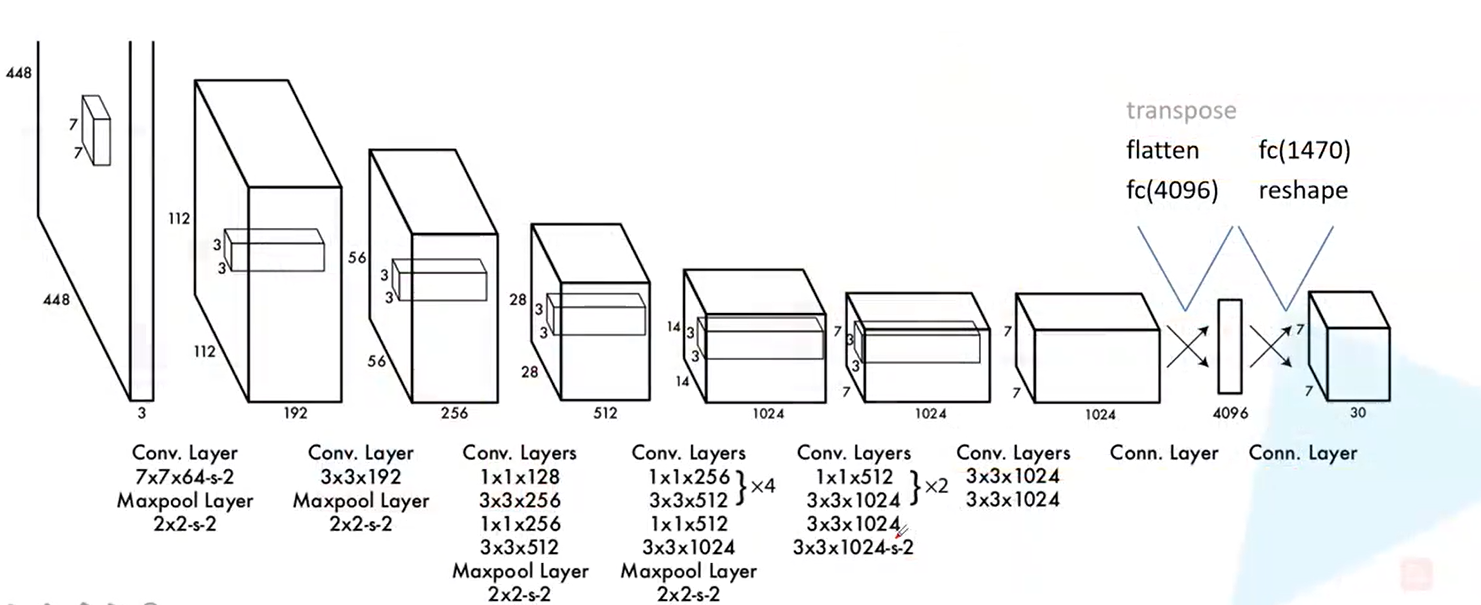 448
7
7
448
3
112
3
3
112
192
56
3
3
56
256
28
3
3
28
512
14
3
3
14
1024
7
3
3
7
1024
7
7
1024
transpose
flatten
fc(4096)
fc(1470)
reshape
4096
7
7
30
Conv. Layer
7x7x64-s-2
Maxpool Layer
2x2-s-2
Conv. Layer
3x3x192
Maxpool Layer
2x2-s-2
Conv. Layers
1x1x128
3x3x256
1x1x256
3x3x512
Maxpool Layer
2x2-s-2
Conv. Layers
1x1x256
3x3x512
}×4
1x1x512
3x3x1024
Maxpool Layer
2x2-s-2
Conv. Layers
1x1x512
3x3x1024
}×2
3x3x1024
3x3x1024-s-2
Conv. Layers
3x3x1024
3x3x1024
Conn. Layer
Conn. Layer